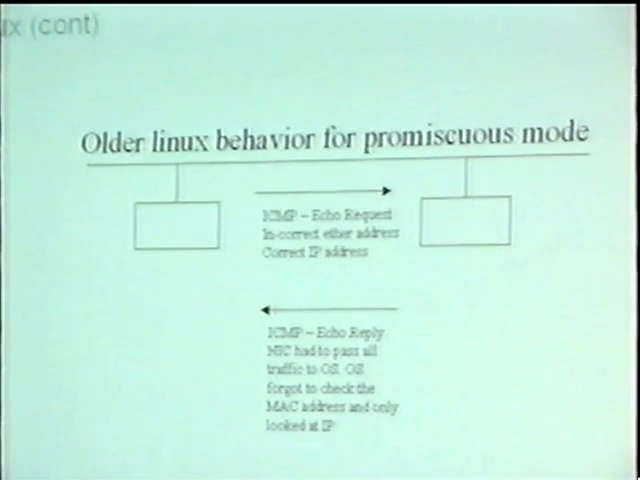 ux (cont)
Older linux behavior for promiscuous mode
ICMP – Echo Request
In-correct ether address
Correct IP address
ICMP – Echo Reply
NIC had to pass all
traffic to OS. OS
forgot to check the
MAC address and only
looked at IP